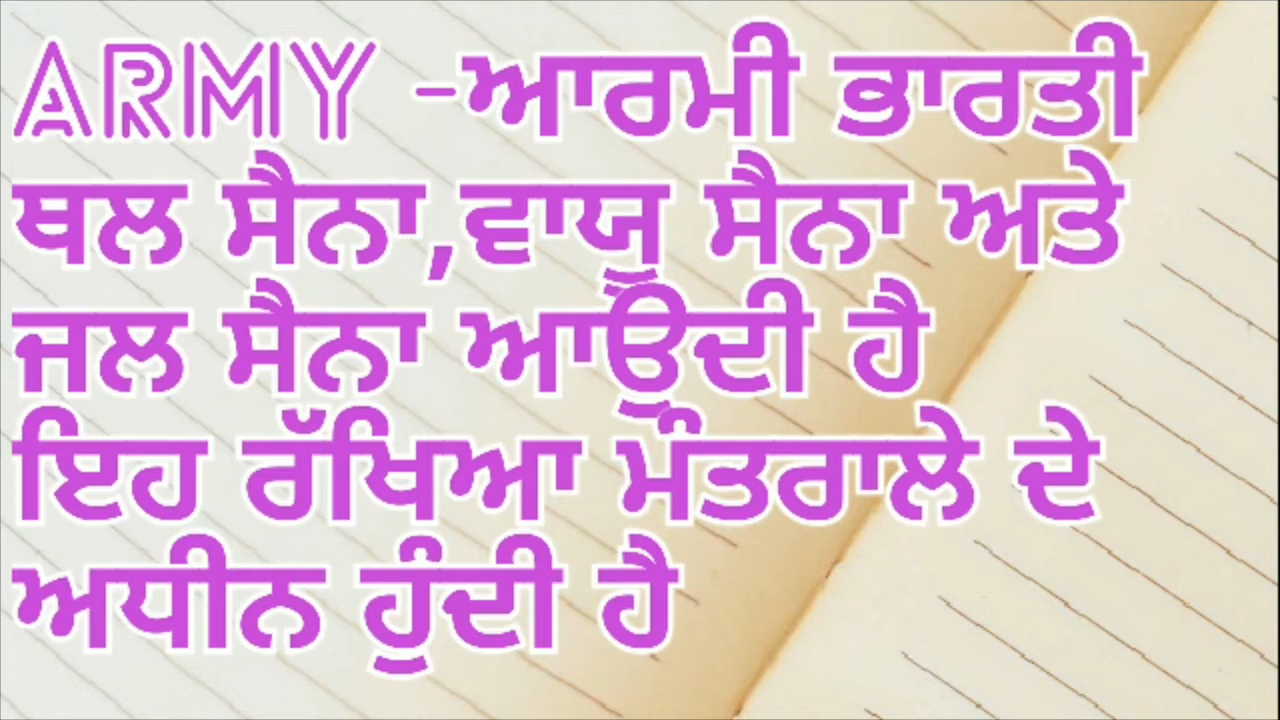 ARMY -ਆਰਮੀ ਭਾਰਤੀ
ਥਲ ਸੈਨਾ,ਵਾਯੂ ਸੈਨਾ ਅਤੇ
ਜਲ ਸੈਨਾ ਆਉਂਦੀ ਹੈ
ਇਹ ਰੱਖਿਆ ਮੰਤਰਾਲੇ ਦੇ
ਅਧੀਨ ਹੁੰਦੀ ਹੈ